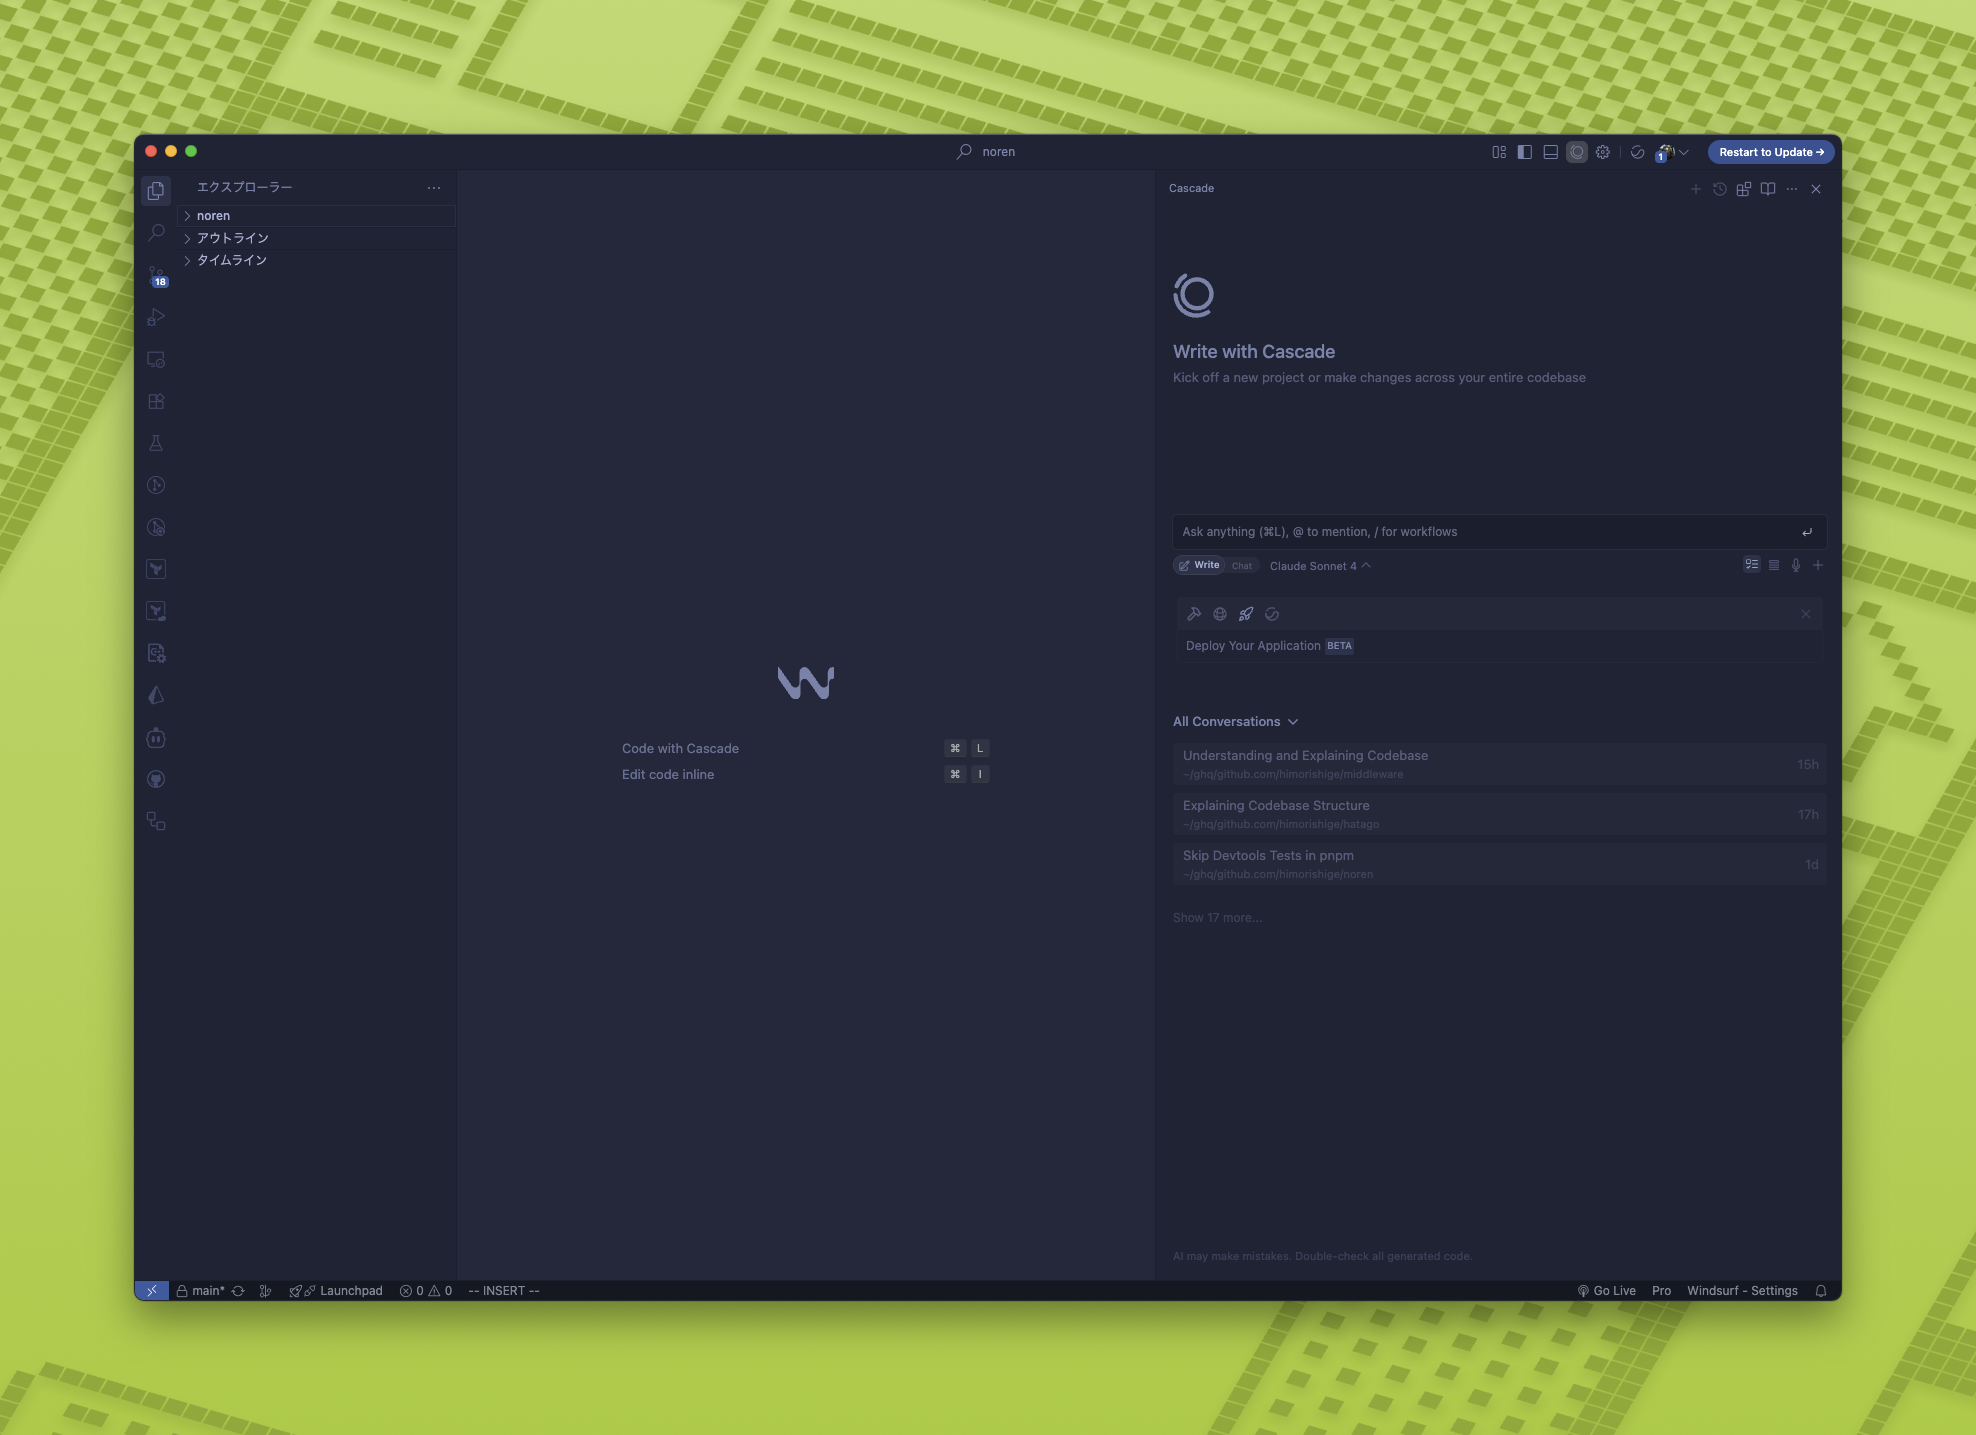 noren
1
Restart to Update →
エクスプローラー
noren
アウトライン
タイムライン
18
Code with Cascade ⌘ L
Edit code inline ⌘ I
Cascade
Write with Cascade
Kick off a new project or make changes across your entire codebase
Ask anything (⌘L), @ to mention, / for workflows
Write Chat Claude Sonnet 4
Deploy Your Application BETA
All Conversations
Understanding and Explaining Codebase
~/ghq/github.com/himorishige/middleware
15h
Explaining Codebase Structure
~/ghq/github.com/himorishige/hatago
17h
Skip Devtools Tests in pnpm
~/ghq/github.com/himorishige/noren
1d
Show 17 more...
AI may make mistakes. Double-check all generated code.
main* Launchpad 0 0 -- INSERT -- Go Live Pro Windsurf - Settings